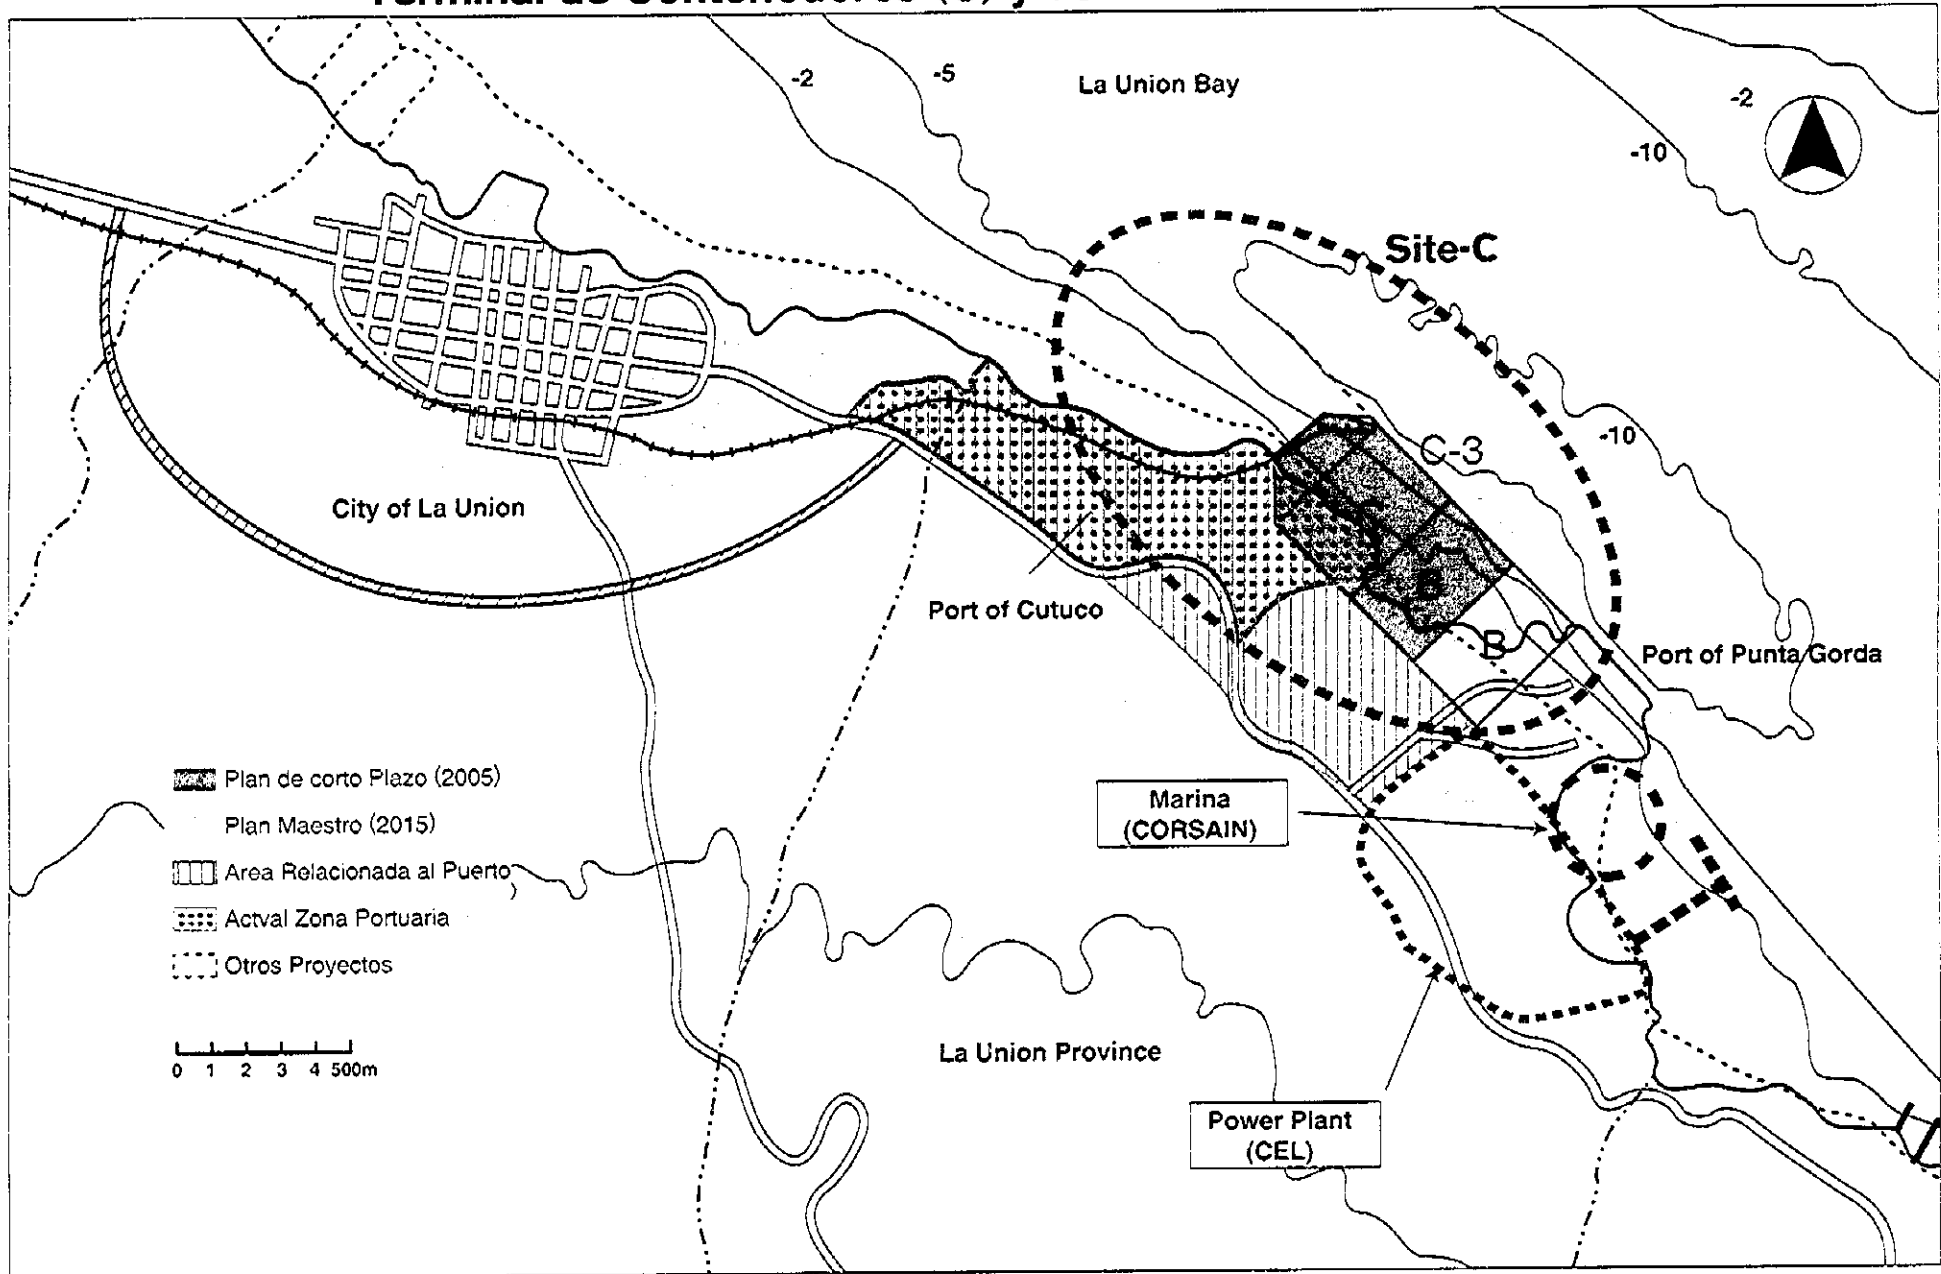 -2
-5
La Union Bay
-2
-10
Site-C
C-3
-10
City of La Union
Port of Cutuco
B
B
Port of Punta Gorda
Plan de corto Plazo (2005)
Plan Maestro (2015)
Area Relacionada al Puerto
Actval Zona Portuaria
Otros Proyectos
Marina
(CORSAIN)
0 1 2 3 4 500m
La Union Province
Power Plant
(CEL)